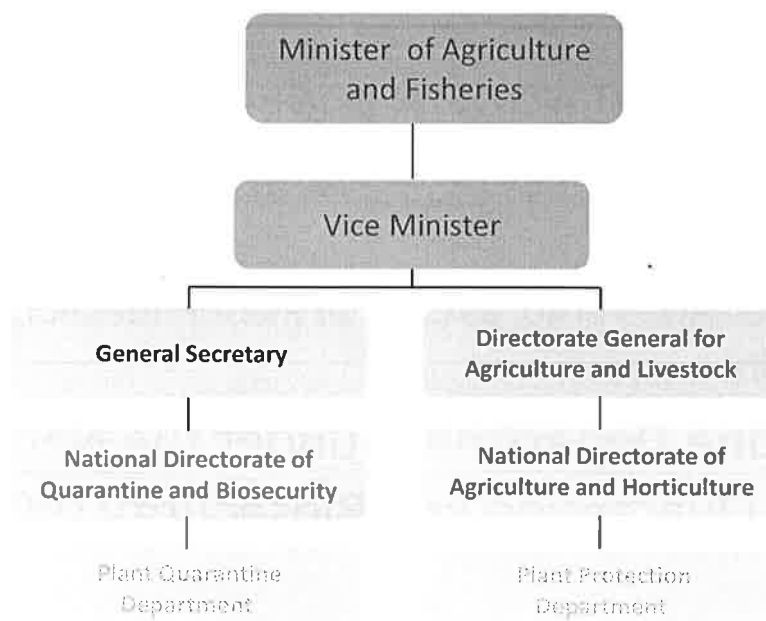 Minister of Agriculture
and Fisheries
Vice Minister
General Secretary
Directorate General for
Agriculture and Livestock
National Directorate of
Quarantine and Biosecurity
National Directorate of
Agriculture and Horticulture
Plant Quarantine
Department
Plant Protection
Department